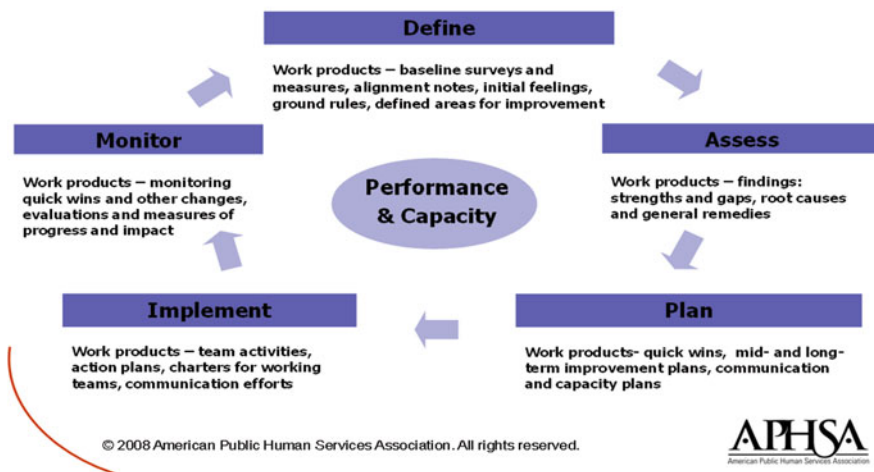 Define
Work products – baseline surveys and
measures, alignment notes, initial feelings,
ground rules, defined areas for improvement
Assess
Work products – findings:
strengths and gaps, root causes
and general remedies
Plan
Work products- quick wins, mid- and long-
term improvement plans, communication
and capacity plans
Implement
Work products – team activities,
action plans, charters for working
teams, communication efforts
Monitor
Work products – monitoring
quick wins and other changes,
evaluations and measures of
progress and impact
Performance
& Capacity
© 2008 American Public Human Services Association. All rights reserved.
APHSA
American Public Human Services Association